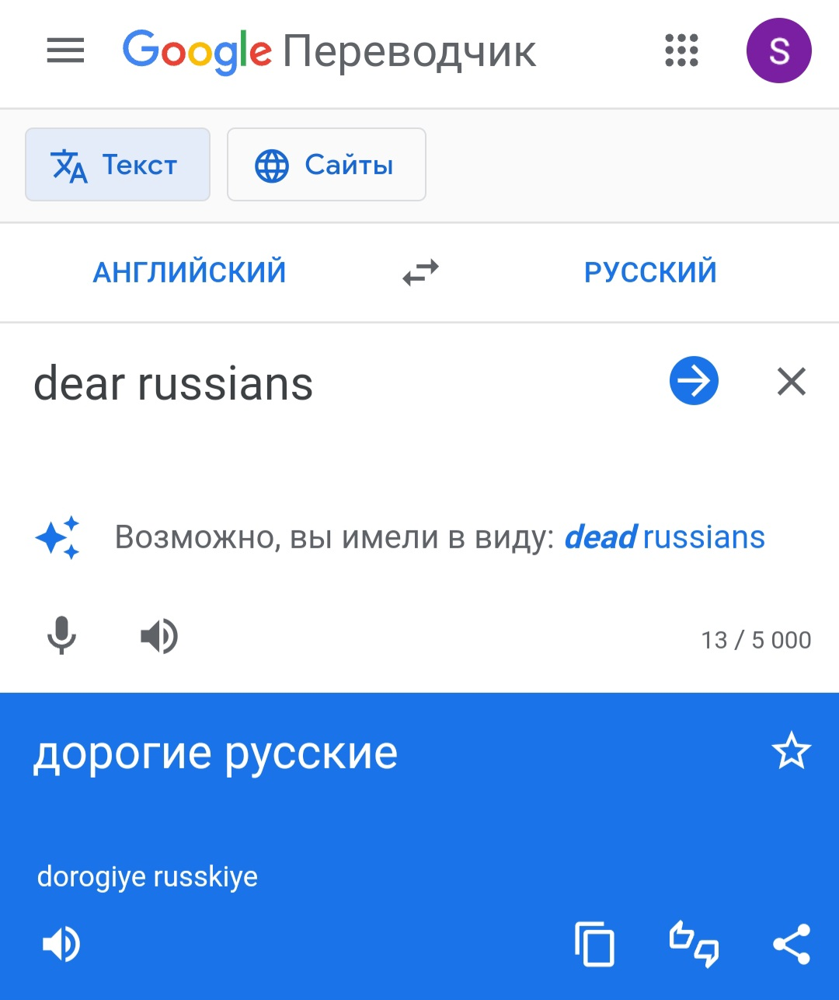 Google Переводчик
S
Текст
Сайты
АНГЛИЙСКИЙ
РУССКИЙ
dear russians
Возможно, вы имели в виду: dead russians
13 / 5 000
дорогие русские
dorogiye russkiye